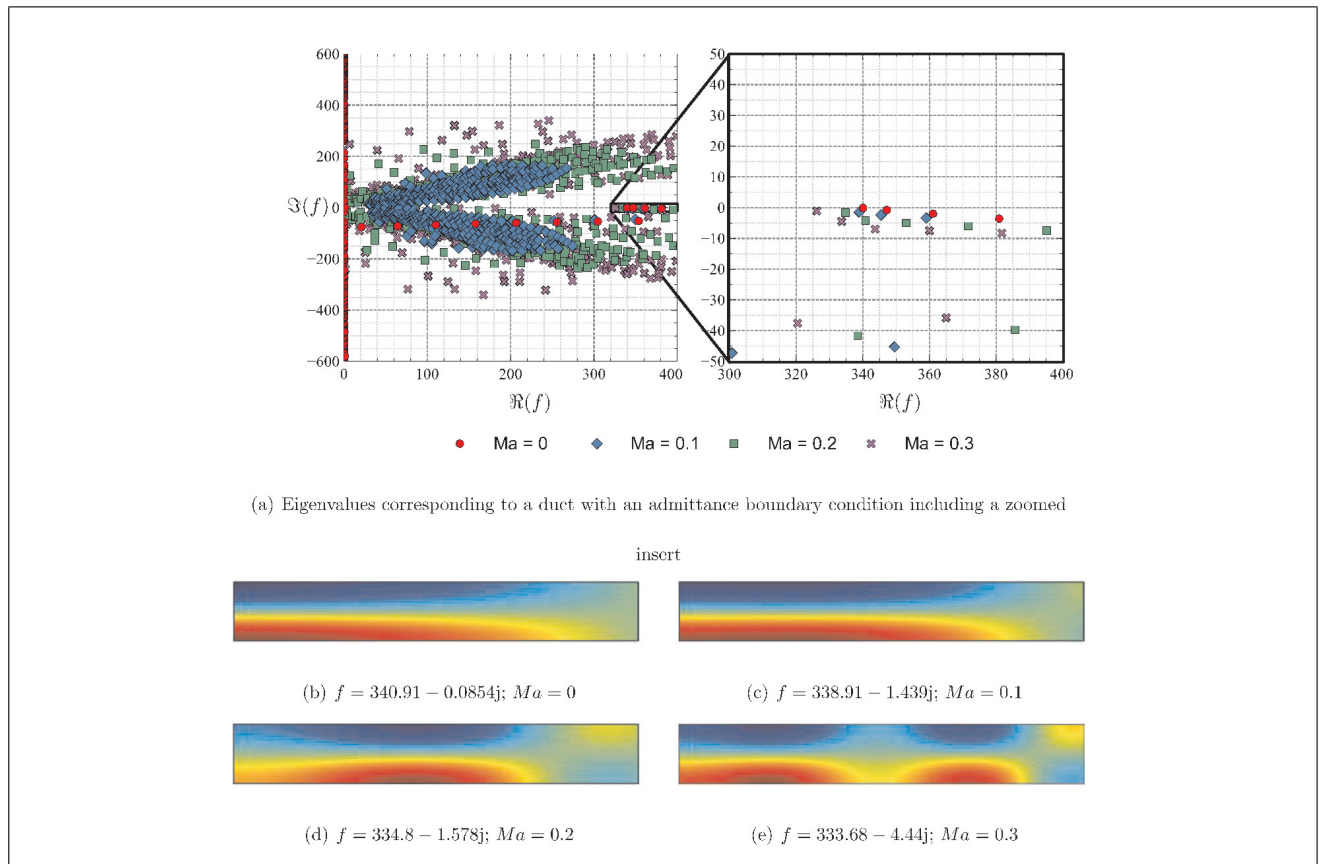 600
400
200
ℑ(f)
0
−200
−400
−600
0
100
200
300
400
ℜ(f)
50
40
30
20
10
0
−10
−20
−30
−40
−50
300
320
340
360
380
400
ℜ(f)
Ma = 0 Ma = 0.1 Ma = 0.2 Ma = 0.3
(a) Eigenvalues corresponding to a duct with an admittance boundary condition including a zoomed
insert
(b) f = 340.91 − 0.0854j; Ma = 0
(c) f = 338.91 − 1.439j; Ma = 0.1
(d) f = 334.8 − 1.578j; Ma = 0.2
(e) f = 333.68 − 4.44j; Ma = 0.3